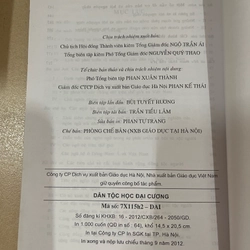 Chịu trách nhiệm xuất bản:
Chủ tịch Hội đồng Thành viên kiêm Tổng Giám đốc NGÔ TRẦN ÁI
Tổng biên tập kiêm Phó Tổng Giám đốc NGUYỄN QUÝ THAO
Tổ chức bản thảo và chịu trách nhiệm nội dung:
Phó Tổng biên tập PHAN XUÂN THÀNH
Giám đốc CTCP Dịch vụ xuất bản Giáo dục Hà Nội PHAN KẾ THÁI
Biên tập lần đầu: BÙI TUYẾT HƯƠNG
Biên tập tái bản: TRẦN TIỂU LÂM
Sửa bản in: PHAN TỰ TRANG
Chế bản: PHÒNG CHẾ BẢN (NXB GIÁO DỤC TẠI HÀ NỘI)
Công ty CP Dịch vụ xuất bản Giáo dục Hà Nội, Nhà xuất bản Giáo dục Việt Nam
giữ quyền công bố tác phẩm.
DÂN TỘC HỌC ĐẠI CƯƠNG
Mã số: 7X115h2 – DAI
Số đăng kí KHXB: 16 - 2012/CXB/264 - 2050/GD.
In 1.000 cuốn (QĐ in số : 64), khổ 14,5 x 20,5 cm
In tại Công ty CP In SGK tại TP. Hà Nội.
In xong và nộp lưu chiểu tháng 9 năm 2012.